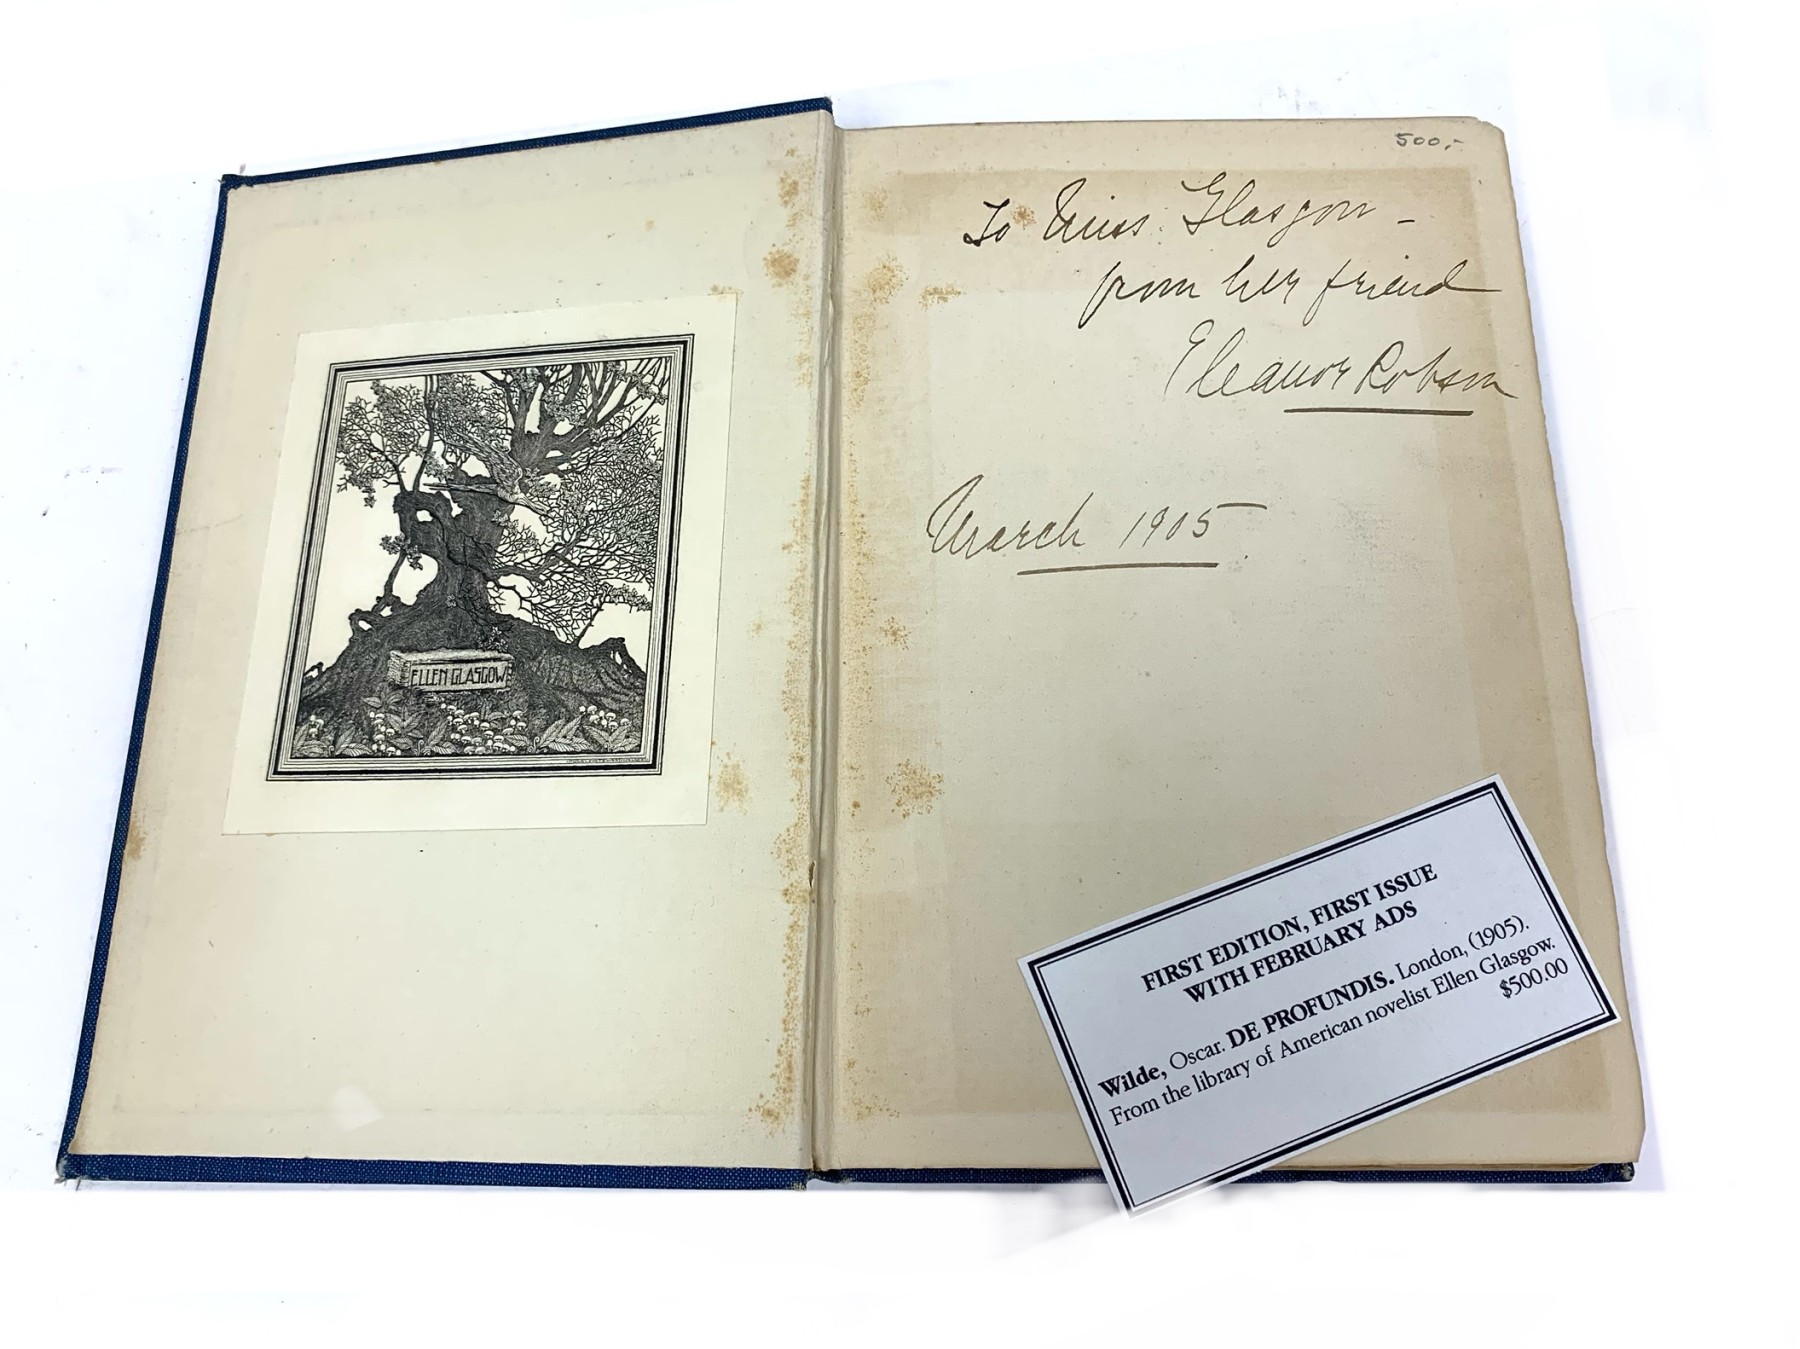 ELLEN GLASGOW
500,-
To Miss Glasgow -
from her friend
Eleanor Robson
March 1905
FIRST EDITION, FIRST ISSUE
WITH FEBRUARY ADS
Wilde, Oscar. DE PROFUNDIS. London, (1905).
From the library of American novelist Ellen Glasgow.
$500.00